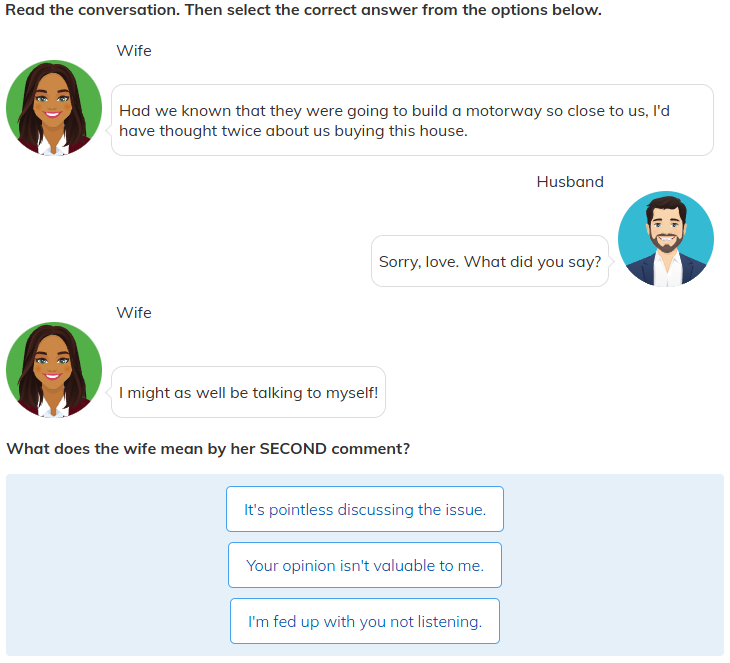 Read the conversation. Then select the correct answer from the options below.
Wife
Had we known that they were going to build a motorway so close to us, I'd
have thought twice about us buying this house.
Husband
Sorry, love. What did you say?
Wife
I might as well be talking to myself!
What does the wife mean by her SECOND comment?
It's pointless discussing the issue.
Your opinion isn't valuable to me.
I'm fed up with you not listening.